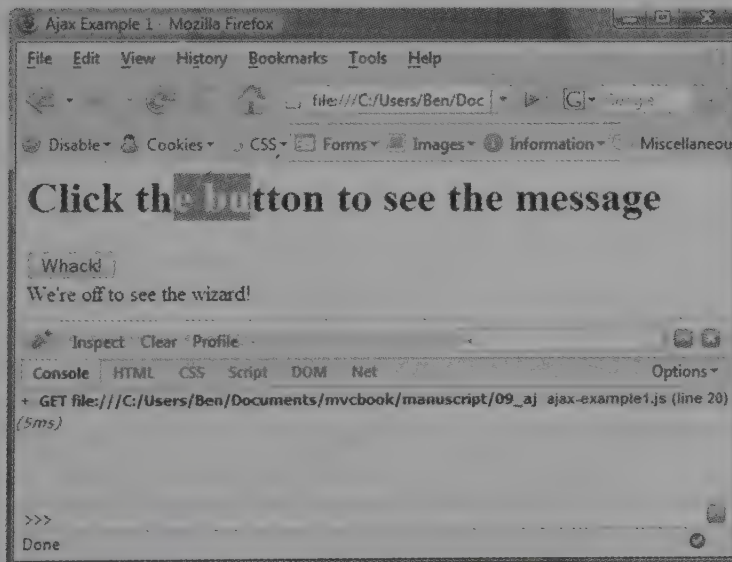 Ajax Example 1 - Mozilla Firefox
File Edit View History Bookmarks Tools Help
file:///C:/Users/Ben/Doc G
Disable Cookies CSS Forms Images Information Miscellaneou
Click the button to see the message
Whack!
We're off to see the wizard!
Inspect Clear Profile
Console HTML CSS Script DOM Net Options
+ GET file:///C:/Users/Ben/Documents/mvcbook/manuscript/09_aj ajax-example1.js (line 20)
(5ms)
>>>
Done